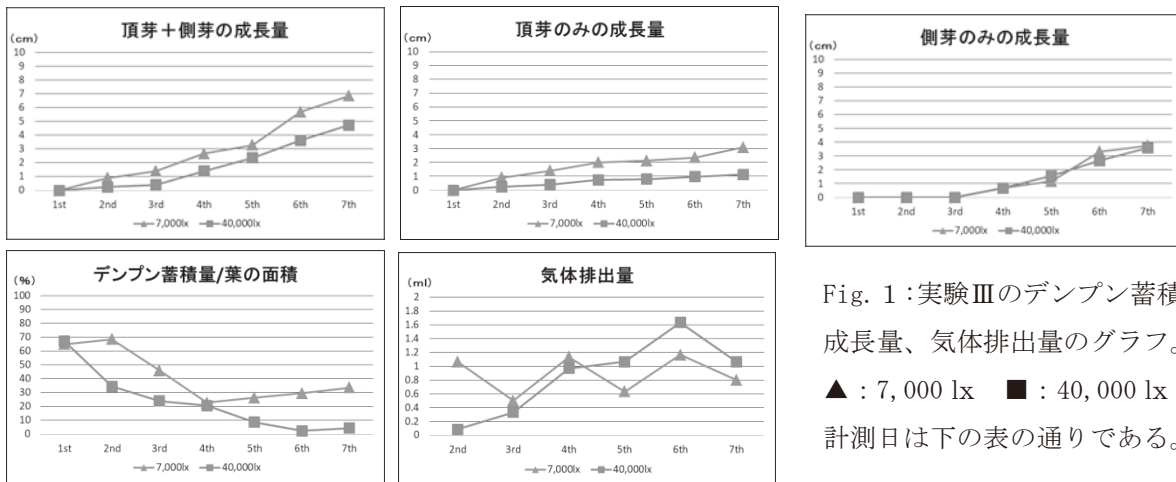 頂芽＋側芽の成長量
(cm)
10
9
8
7
6
5
4
3
2
1
0
1st 2nd 3rd 4th 5th 6th 7th
7,000lx 40,000lx
頂芽のみの成長量
(cm)
10
9
8
7
6
5
4
3
2
1
0
1st 2nd 3rd 4th 5th 6th 7th
7,000lx 40,000lx
側芽のみの成長量
(cm)
10
9
8
7
6
5
4
3
2
1
0
1st 2nd 3rd 4th 5th 6th 7th
7,000lx 40,000lx
デンプン蓄積量/葉の面積
(%)
100
90
80
70
60
50
40
30
20
10
0
1st 2nd 3rd 4th 5th 6th 7th
7,000lx 40,000lx
気体排出量
(ml)
2
1.8
1.6
1.4
1.2
1
0.8
0.6
0.4
0.2
0
2nd 3rd 4th 5th 6th 7th
7,000lx 40,000lx
Fig. 1：実験Ⅲのデンプン蓄積
成長量、気体排出量のグラフ。
▲：7,000 lx ■：40,000 lx
計測日は下の表の通りである。